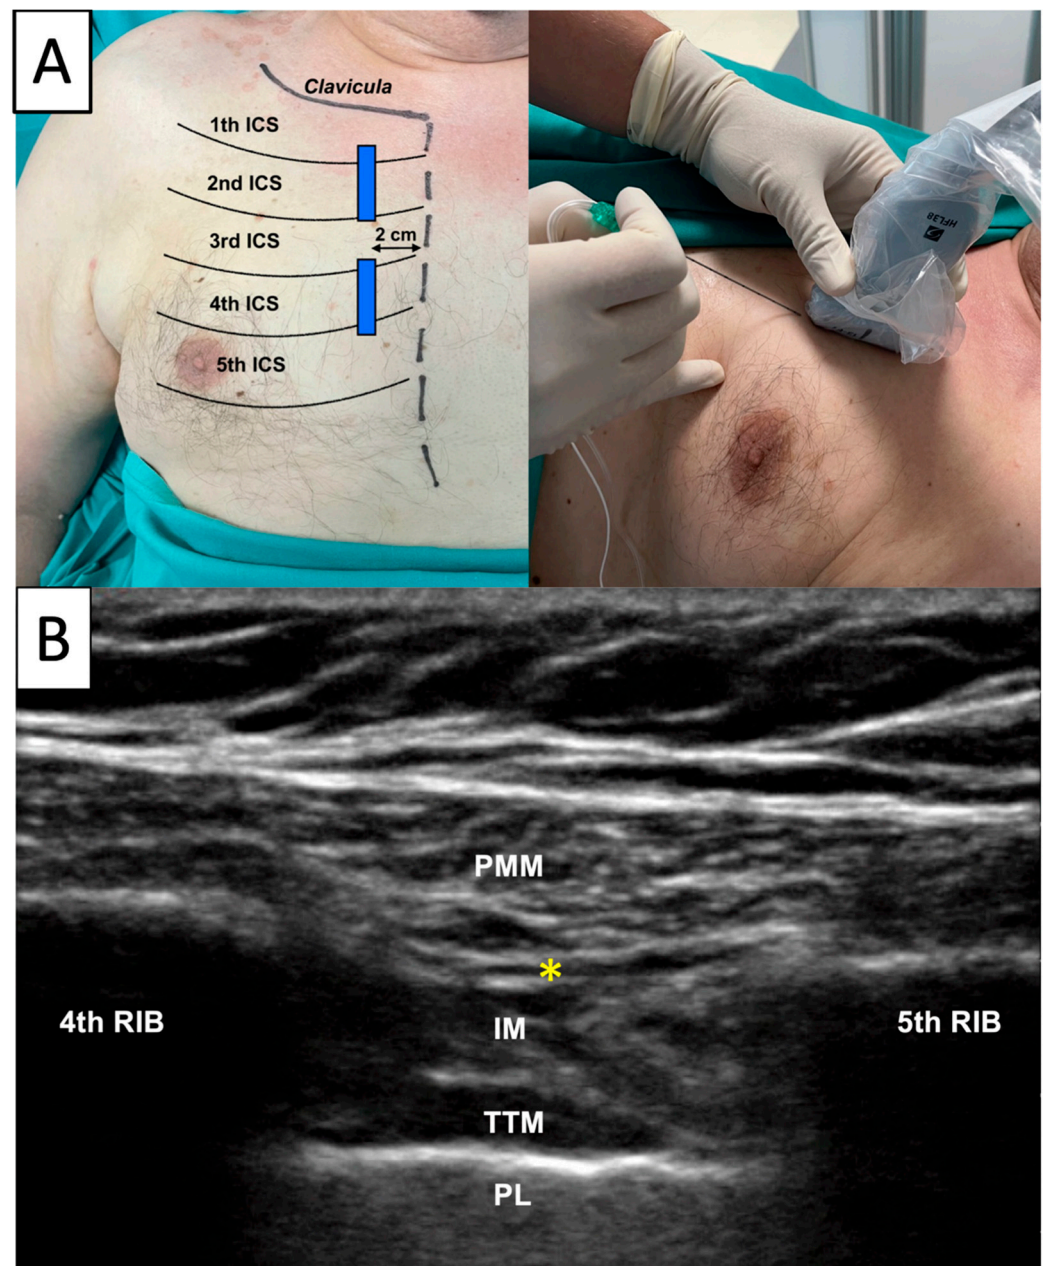 A
Clavicula
1th ICS
2nd ICS
3rd ICS
2 cm
4th ICS
5th ICS
HFL38
B
PMM
*
IM
4th RIB
5th RIB
TTM
PL